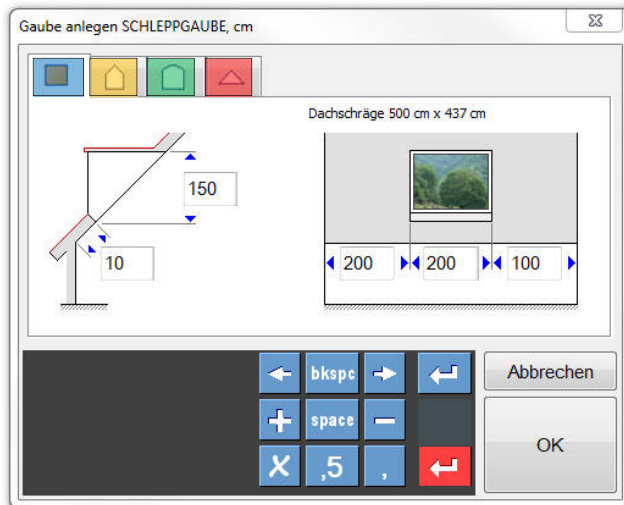 Gaube anlegen SCHLEPPGAUBE, cm
Dachschräge 500 cm x 437 cm
150
10
200
200
100
bkspc
Abbrechen
space
OK
,5
,